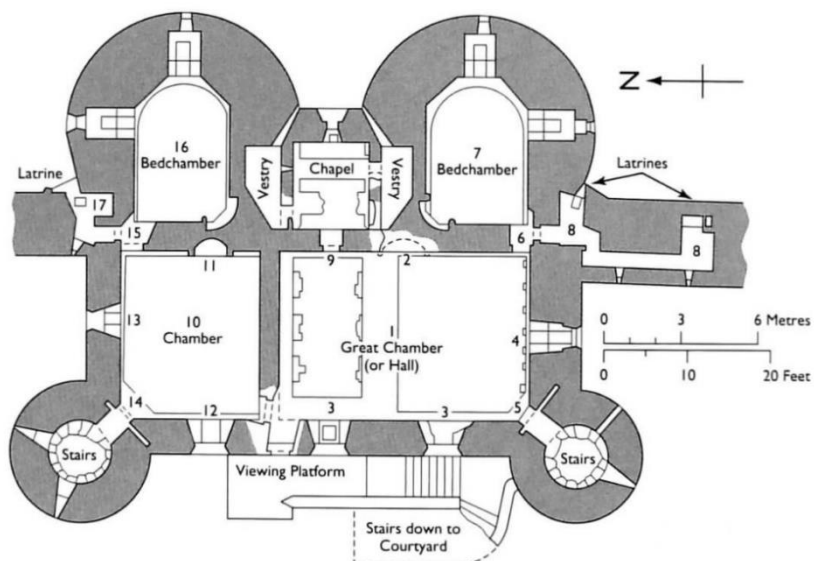 N
16
Bedchamber
7
Bedchamber
Chapel
Vestry
Vestry
Latrine
Latrines
17
15
6
8
8
11
9
2
10
Chamber
13
1
Great Chamber
(or Hall)
4
14
12
3
3
5
0 3 6 Metres
0 10 20 Feet
Stairs
Stairs
Viewing Platform
Stairs down to
Courtyard